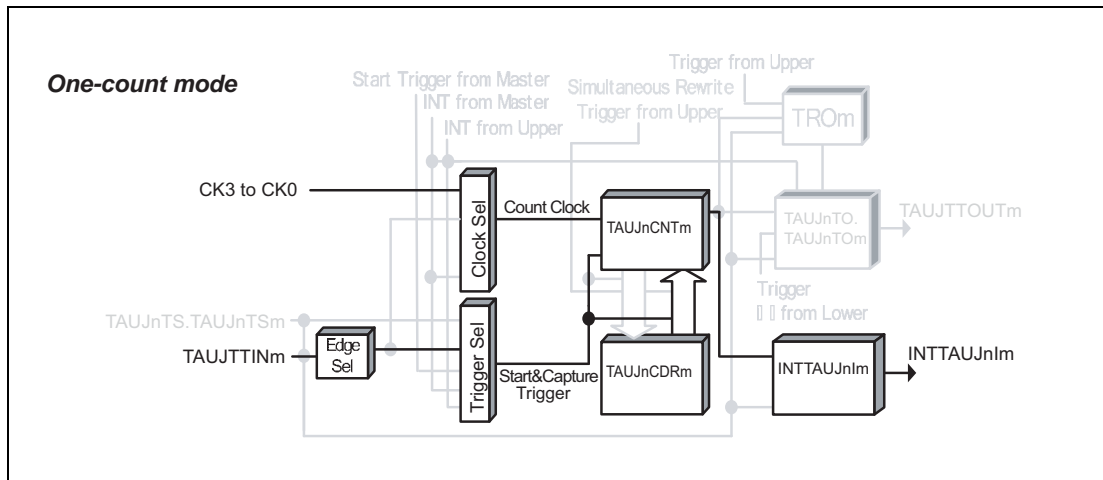 One-count mode
Trigger from Upper
Start Trigger from Master
Simultaneous Rewrite
INT from Master
Trigger from Upper
INT from Upper
TROm
CK3 to CK0
Clock Sel
Count Clock
TAUJnCNTm
TAUJnTO.
TAUJnTOm
TAUJTTOUTm
Trigger
from Lower
TAUJnTS.TAUJnTSm
TAUJTTINm
Edge
Sel
Trigger Sel
Start&Capture
Trigger
TAUJnCDRm
INTTAUJnIm
INTTAUJnIm